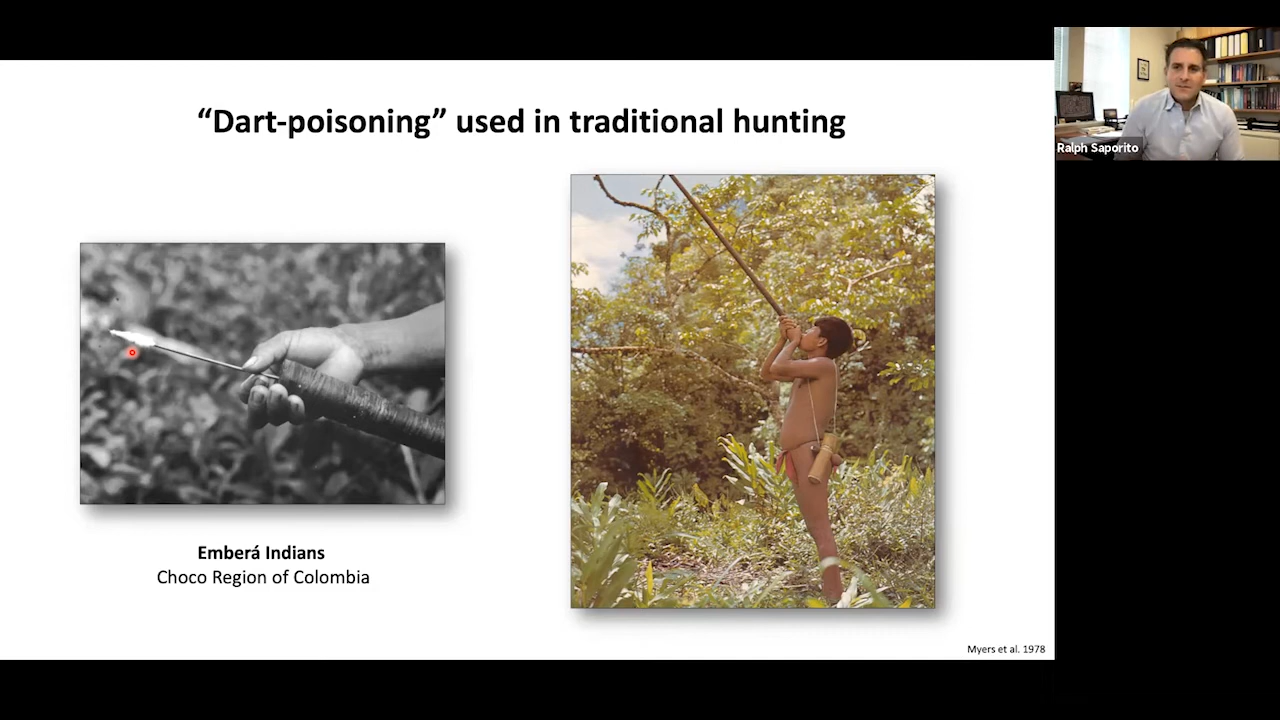 “Dart-poisoning” used in traditional hunting
Ralph Saporito
Emberá Indians
Choco Region of Colombia
Myers et al. 1978